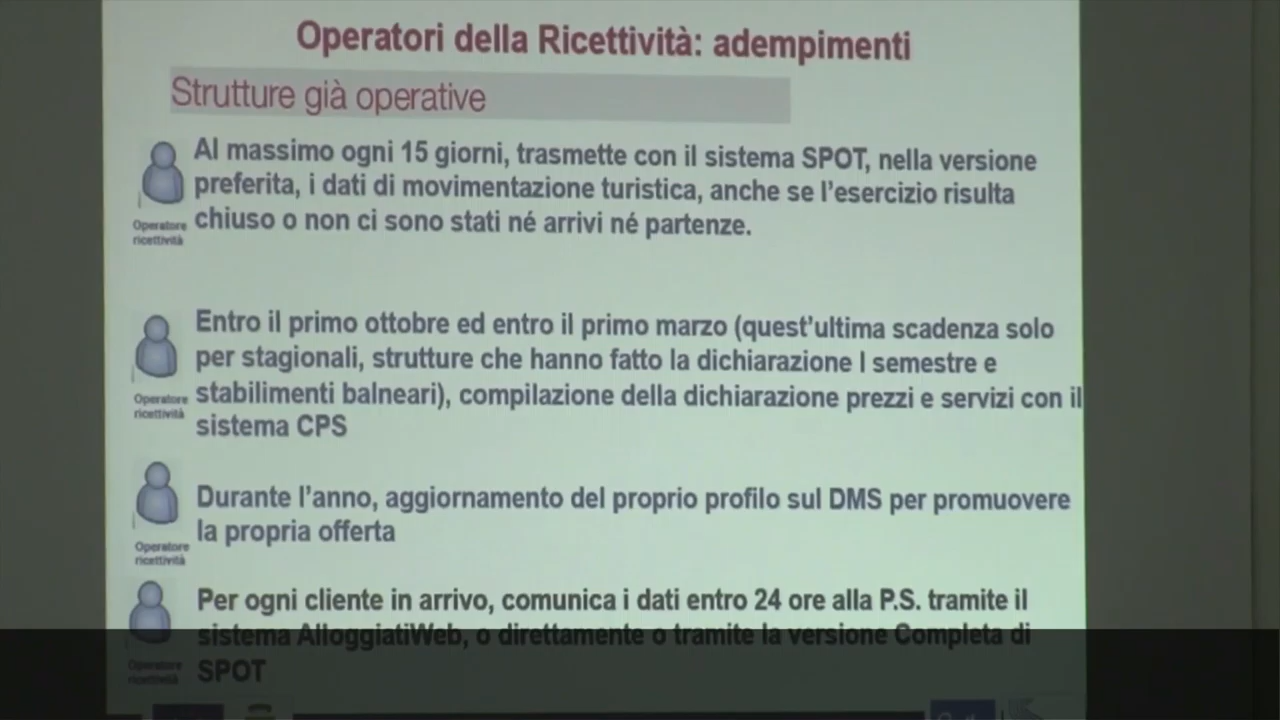 Operatori della Ricettività: adempimenti
Strutture già operative
Al massimo ogni 15 giorni, trasmette con il sistema SPOT, nella versione
preferita, i dati di movimentazione turistica, anche se l'esercizio risulta
chiuso o non ci sono stati né arrivi né partenze.
Operatore
ricettività
Entro il primo ottobre ed entro il primo marzo (quest'ultima scadenza solo
per stagionali, strutture che hanno fatto la dichiarazione I semestre e
stabilimenti balneari), compilazione della dichiarazione prezzi e servizi con il
sistema CPS
Operatore
ricettività
Durante l'anno, aggiornamento del proprio profilo sul DMS per promuovere
la propria offerta
Operatore
ricettività
Per ogni cliente in arrivo, comunica i dati entro 24 ore alla P.S. tramite il
sistema AlloggiatiWeb, o direttamente o tramite la versione Completa di
SPOT
Operatore
ricettività